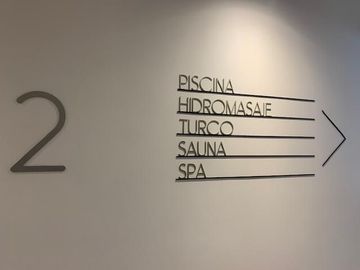 2
PISCINA
HIDROMASAJE
TURCO
SAUNA
SPA